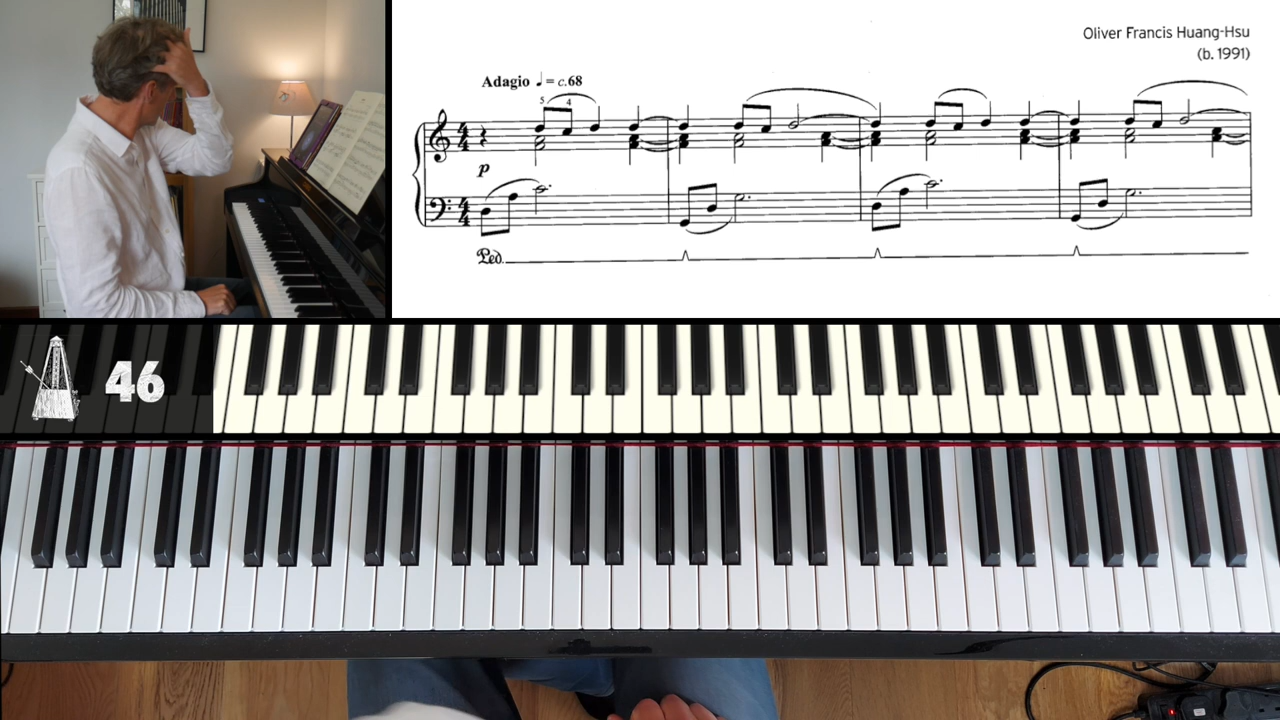 Oliver Francis Huang-Hsu
(b. 1991)
Adagio ♩ = c.68
5 4
p
Ped.
46